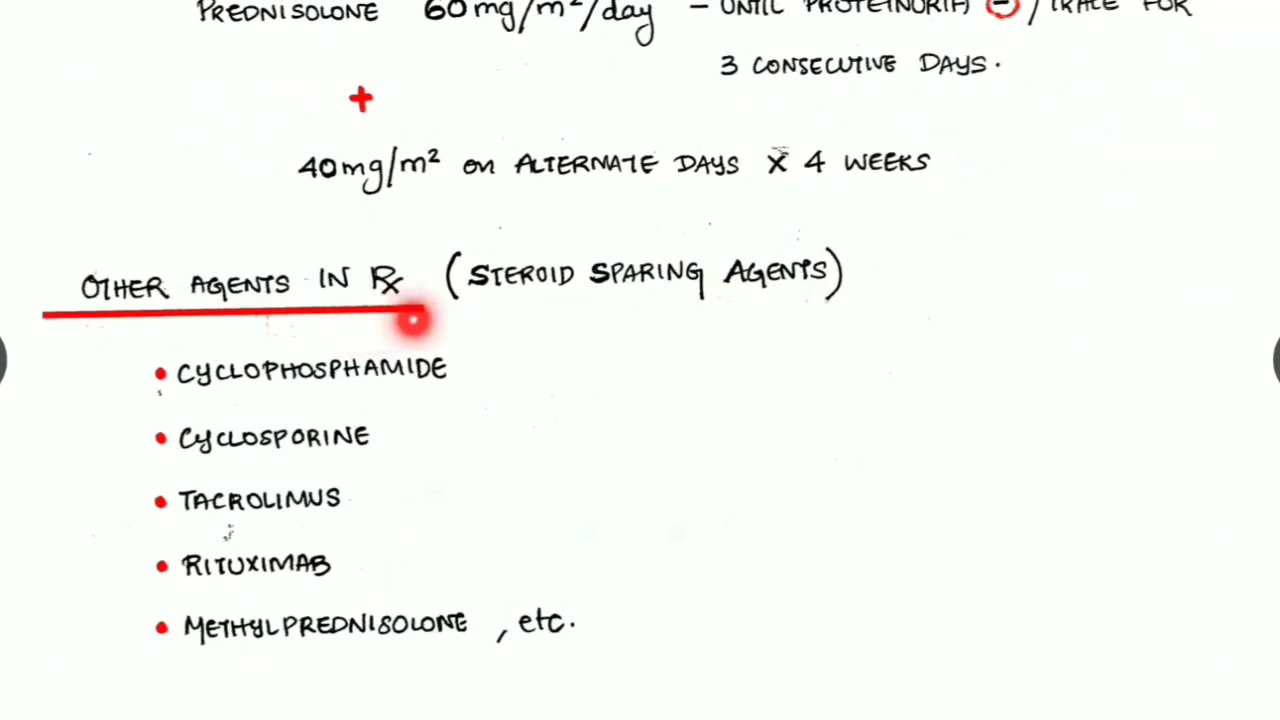 PREDNISOLONE 60mg/m²/day - UNTIL PROTEINURIA ⊖ / TRACE FOR
3 CONSECUTIVE DAYS.
+
40mg/m² on ALTERNATE DAYS X 4 WEEKS
OTHER AGENTS IN Rx (STEROID SPARING AGENTS)
• CYCLOPHOSPHAMIDE
• CYCLOSPORINE
• TACROLIMUS
• RITUXIMAB
• METHYLPREDNISOLONE , etc.